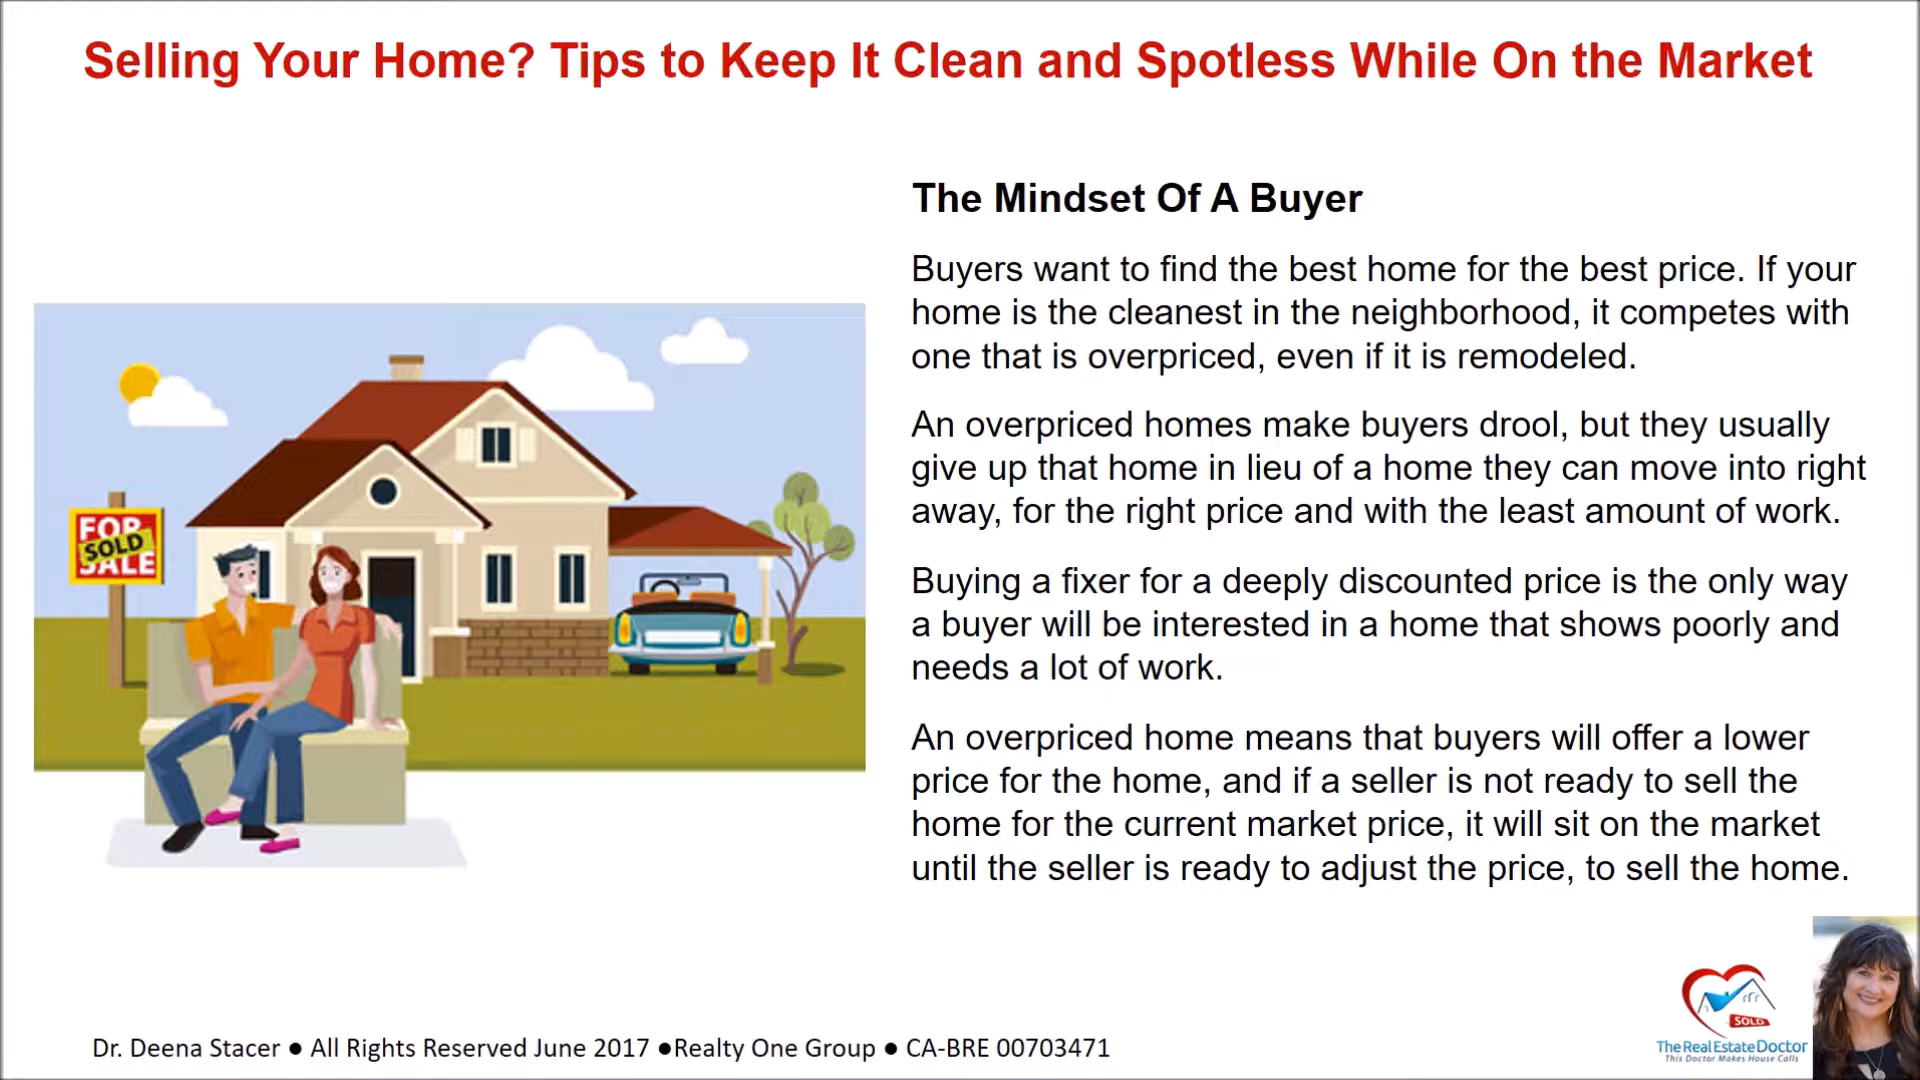 Selling Your Home? Tips to Keep It Clean and Spotless While On the Market
The Mindset Of A Buyer
Buyers want to find the best home for the best price. If your
home is the cleanest in the neighborhood, it competes with
one that is overpriced, even if it is remodeled.
An overpriced homes make buyers drool, but they usually
give up that home in lieu of a home they can move into right
away, for the right price and with the least amount of work.
Buying a fixer for a deeply discounted price is the only way
a buyer will be interested in a home that shows poorly and
needs a lot of work.
An overpriced home means that buyers will offer a lower
price for the home, and if a seller is not ready to sell the
home for the current market price, it will sit on the market
until the seller is ready to adjust the price, to sell the home.
FOR
SOLD
SALE
SOLD
TheRealEstateDoctor
This Doctor Makes House Calls
Dr. Deena Stacer ● All Rights Reserved June 2017 ●Realty One Group ● CA-BRE 00703471